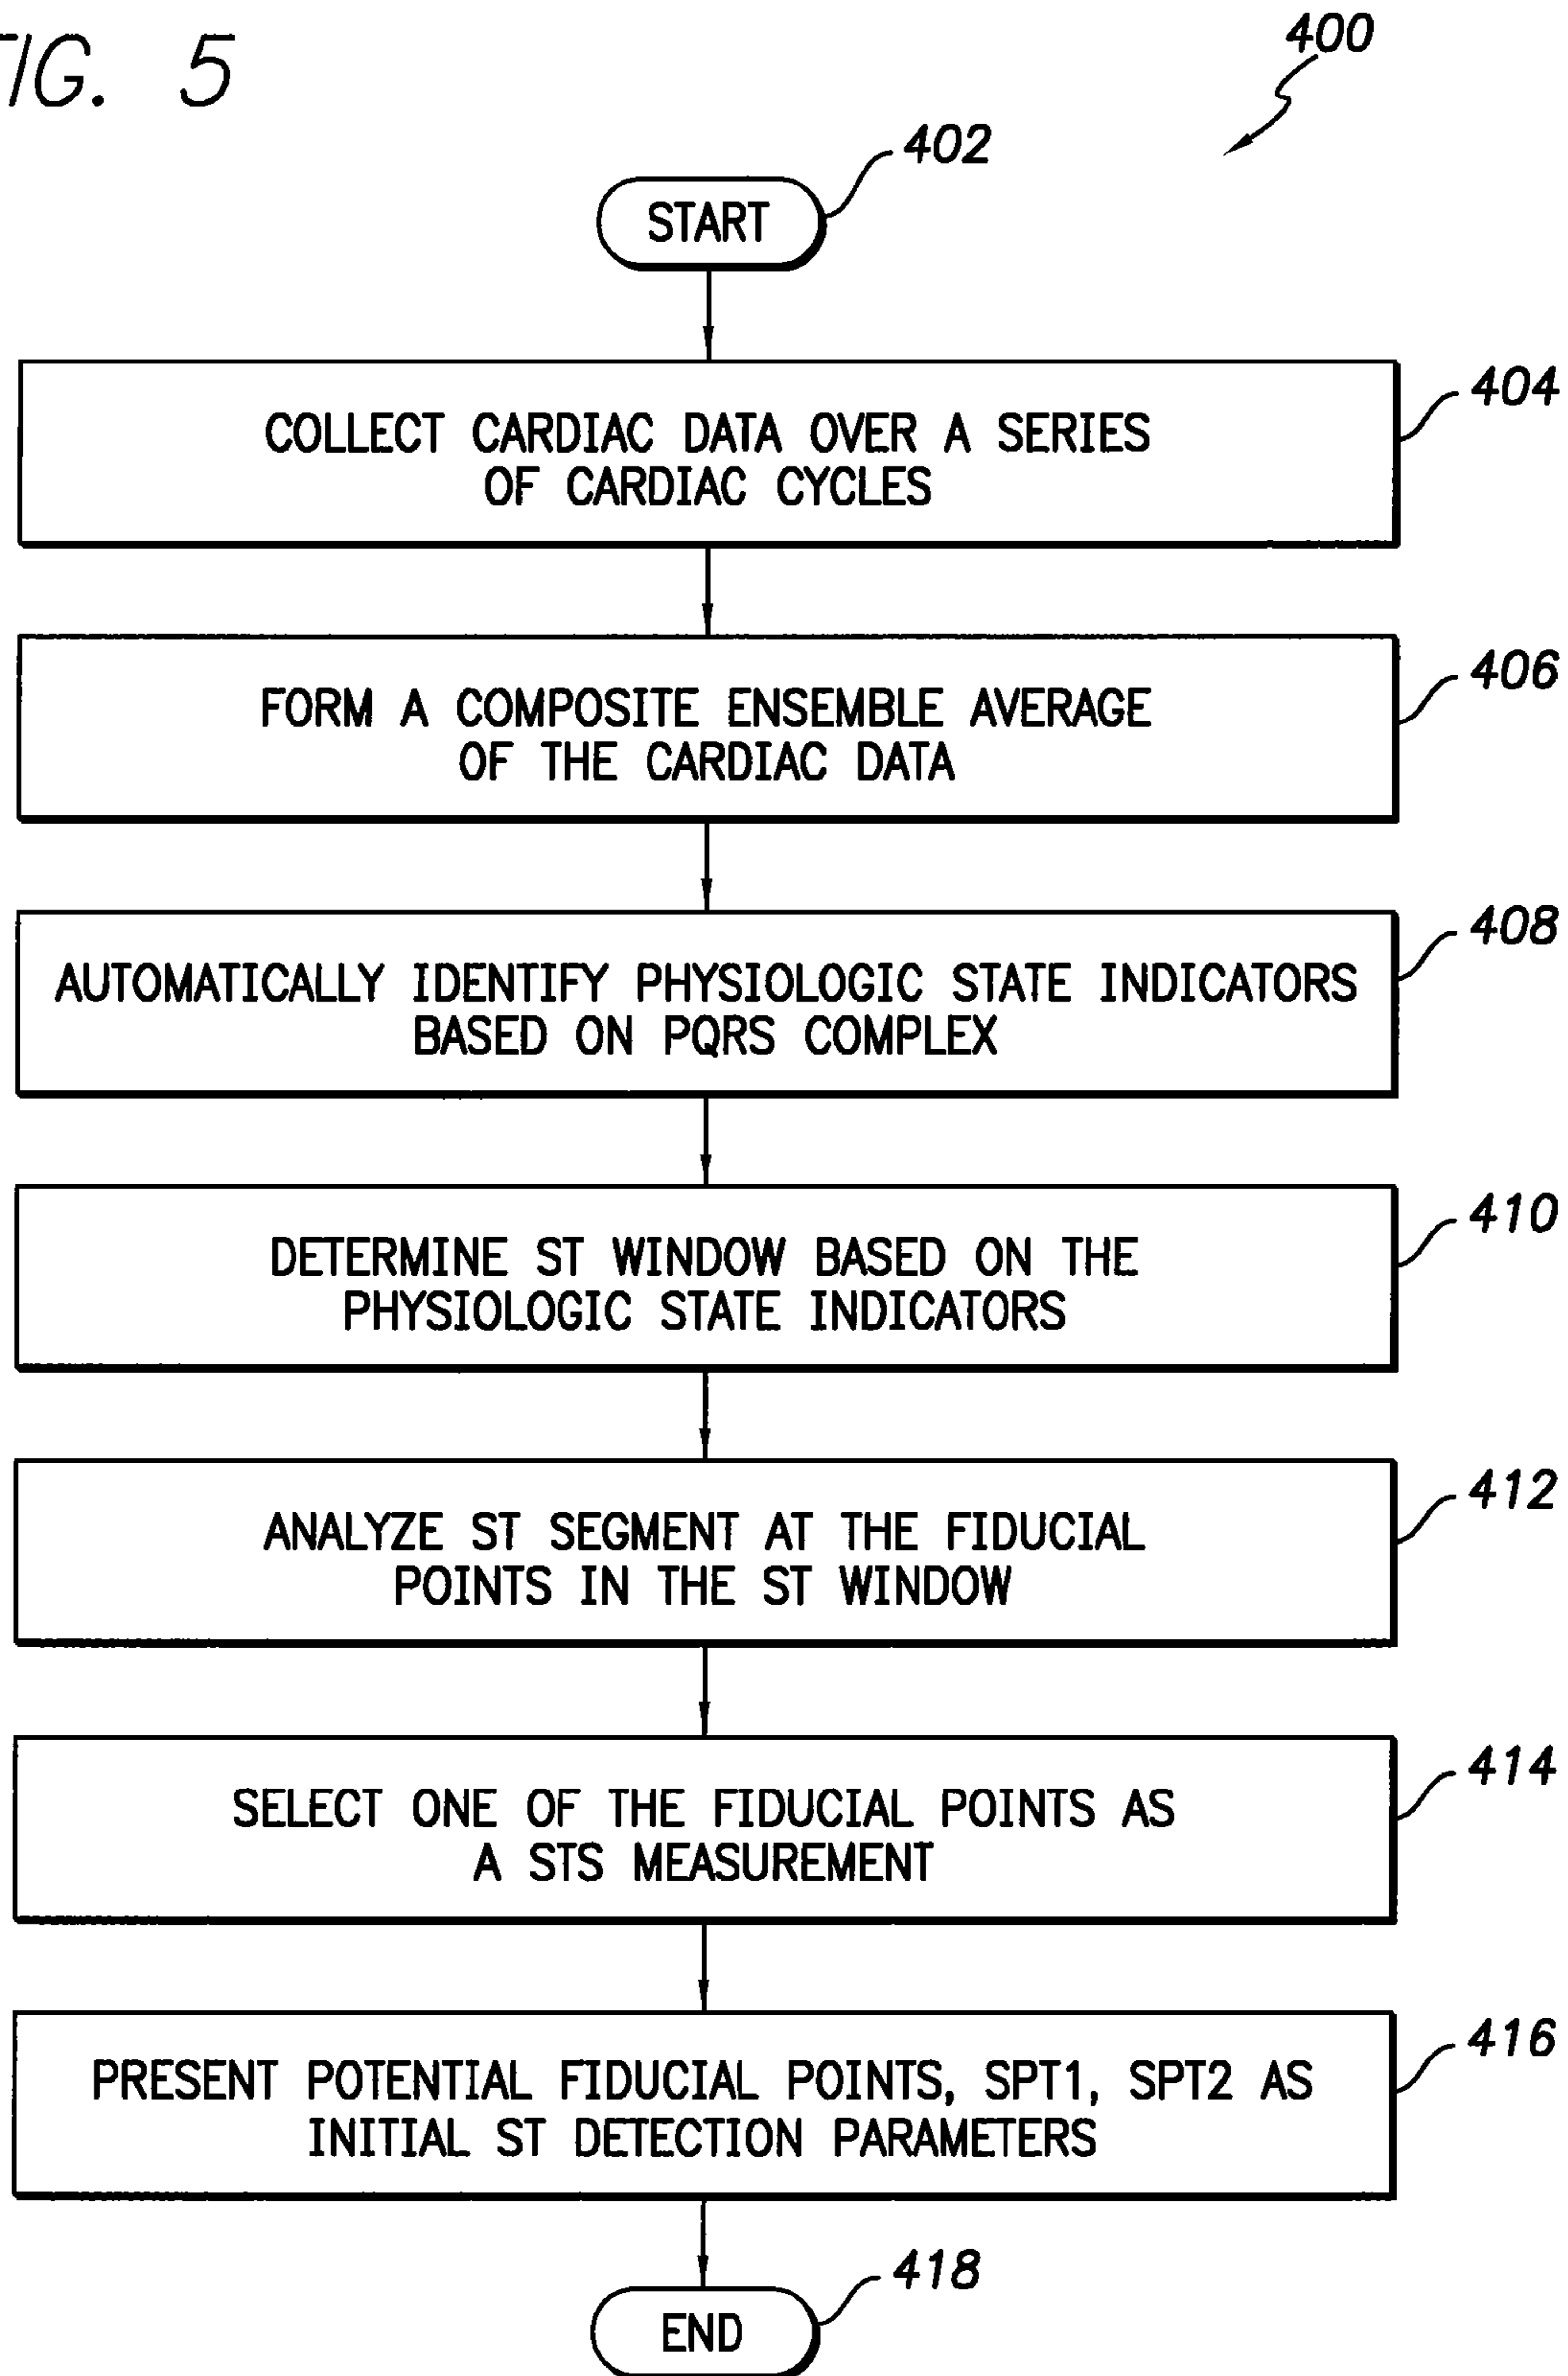 FIG. 5
400
402
START
404
COLLECT CARDIAC DATA OVER A SERIES
OF CARDIAC CYCLES
406
FORM A COMPOSITE ENSEMBLE AVERAGE
OF THE CARDIAC DATA
408
AUTOMATICALLY IDENTIFY PHYSIOLOGIC STATE INDICATORS
BASED ON PQRS COMPLEX
410
DETERMINE ST WINDOW BASED ON THE
PHYSIOLOGIC STATE INDICATORS
412
ANALYZE ST SEGMENT AT THE FIDUCIAL
POINTS IN THE ST WINDOW
414
SELECT ONE OF THE FIDUCIAL POINTS AS
A STS MEASUREMENT
416
PRESENT POTENTIAL FIDUCIAL POINTS, SPT1, SPT2 AS
INITIAL ST DETECTION PARAMETERS
418
END